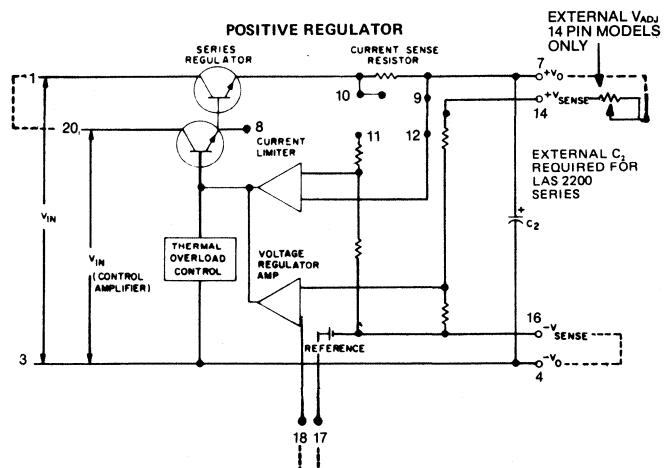 POSITIVE REGULATOR
EXTERNAL VADJ
14 PIN MODELS
ONLY
SERIES
REGULATOR
CURRENT SENSE
RESISTOR
1
7
+VO
10
9
+VSENSE
14
20
8
11
12
CURRENT
LIMITER
EXTERNAL C2
REQUIRED FOR
LAS 2200
SERIES
VIN
+
C2
THERMAL
OVERLOAD
CONTROL
VOLTAGE
REGULATOR
AMP
VIN
(CONTROL
AMPLIFIER)
16
-VSENSE
REFERENCE
3
-VO
4
18 17